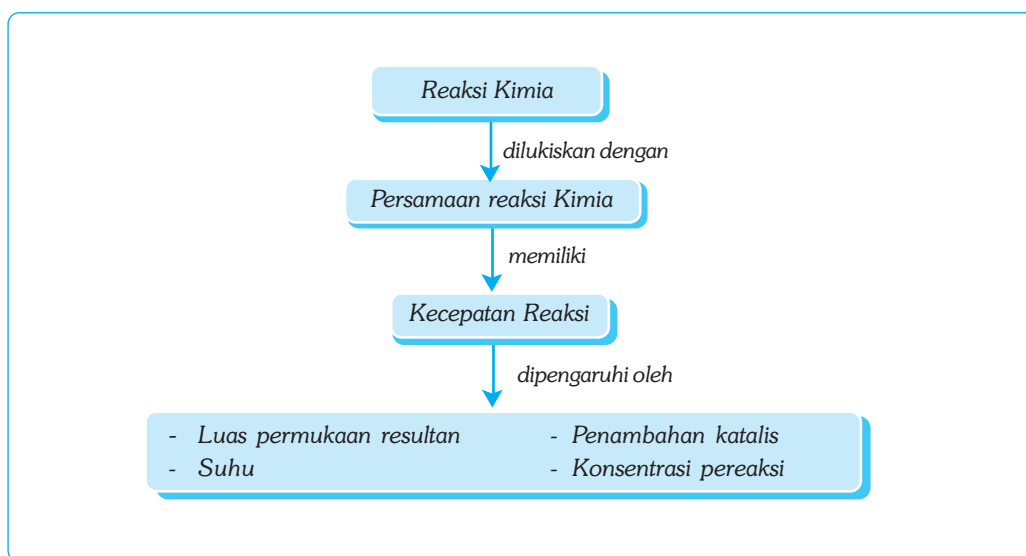 Reaksi Kimia
dilukiskan dengan
Persamaan reaksi Kimia
memiliki
Kecepatan Reaksi
dipengaruhi oleh
- Luas permukaan resultan - Penambahan katalis
- Suhu - Konsentrasi pereaksi